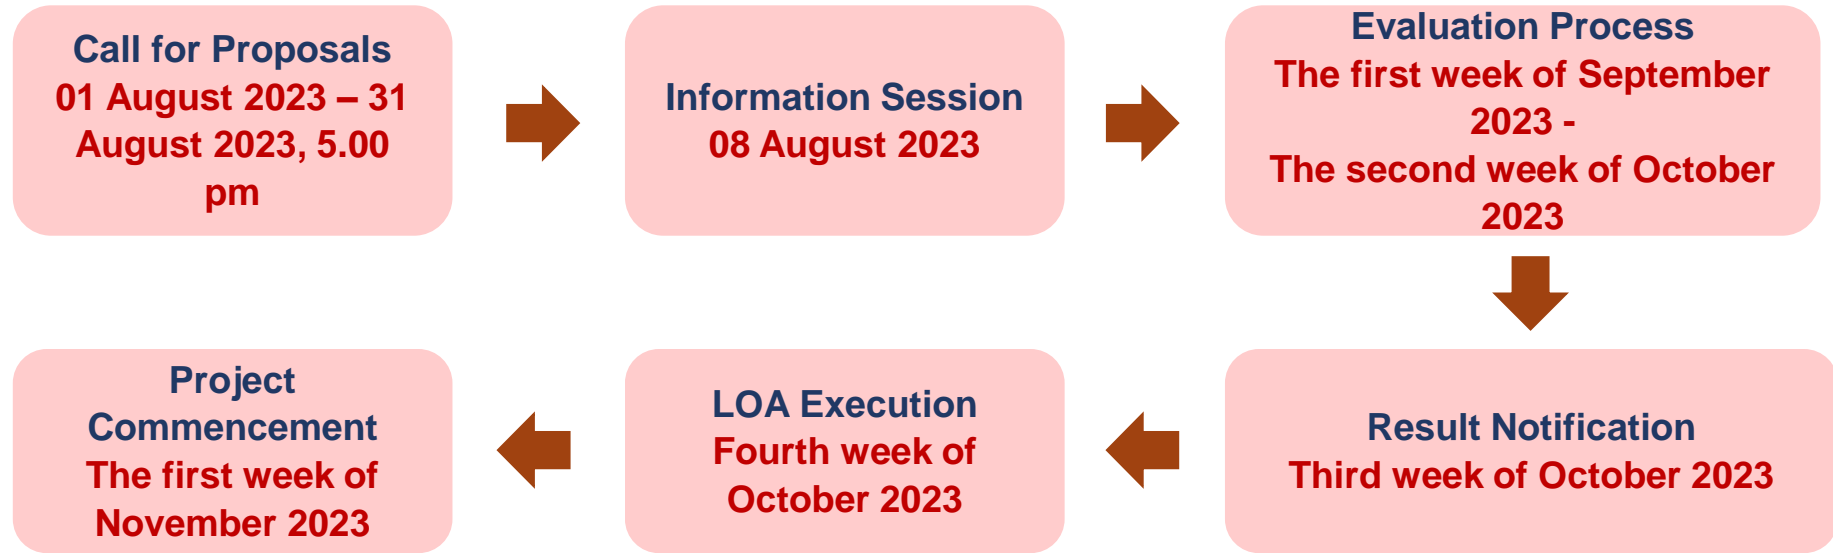 Call for Proposals
01 August 2023 – 31
August 2023, 5.00
pm
Information Session
08 August 2023
Evaluation Process
The first week of September
2023 -
The second week of October
2023
Result Notification
Third week of October 2023
LOA Execution
Fourth week of
October 2023
Project
Commencement
The first week of
November 2023